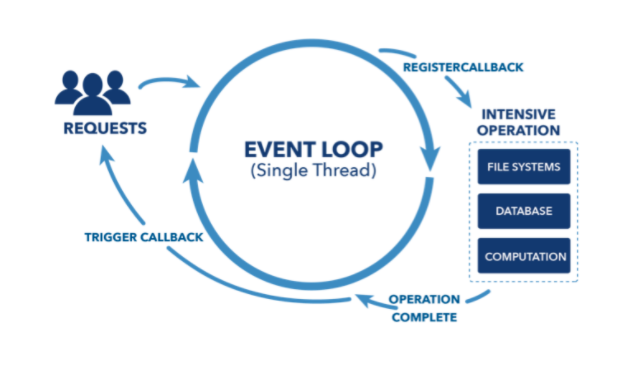 REQUESTS
EVENT LOOP
(Single Thread)
REGISTERCALLBACK
INTENSIVE
OPERATION
FILE SYSTEMS
DATABASE
COMPUTATION
OPERATION
COMPLETE
TRIGGER CALLBACK